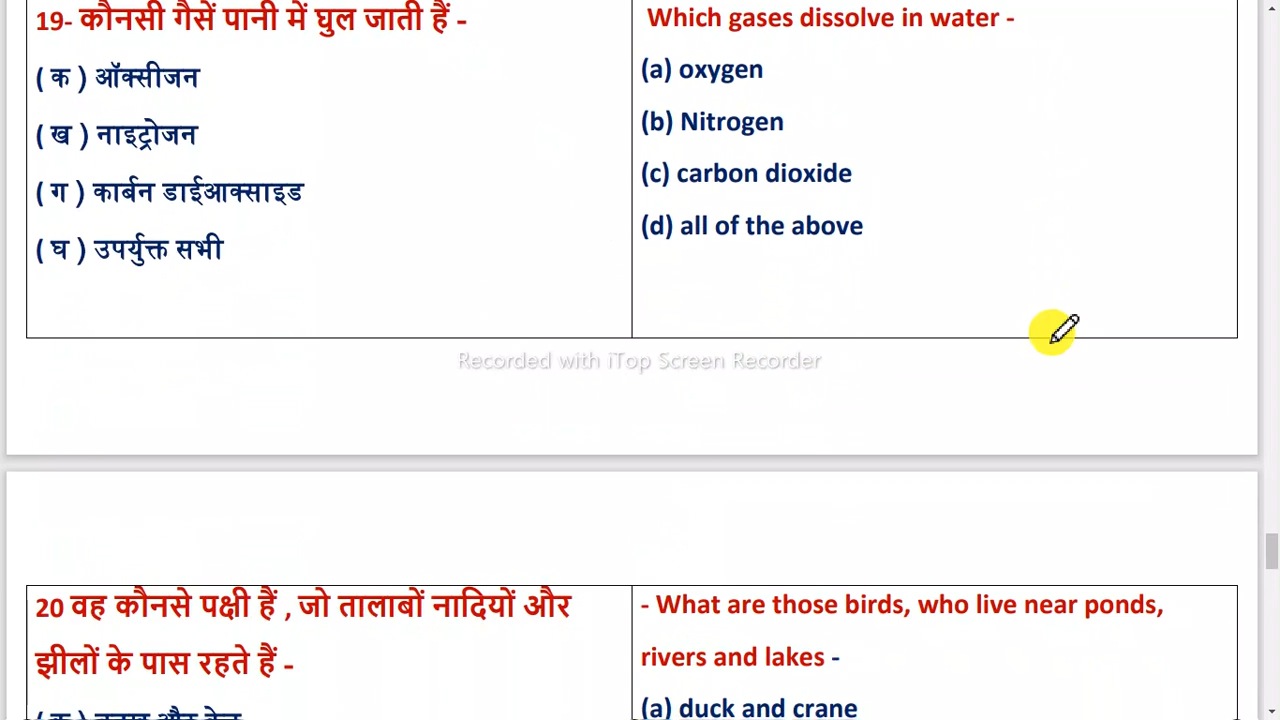 19- कौनसी गैसें पानी में घुल जाती हैं -
( क ) ऑक्सीजन
( ख ) नाइट्रोजन
( ग ) कार्बन डाईआक्साइड
( घ ) उपर्युक्त सभी
Which gases dissolve in water -
(a) oxygen
(b) Nitrogen
(c) carbon dioxide
(d) all of the above
Recorded with iTop Screen Recorder
20 वह कौनसे पक्षी हैं , जो तालाबों नादियों और
झीलों के पास रहते हैं -
- What are those birds, who live near ponds,
rivers and lakes -
(a) duck and crane